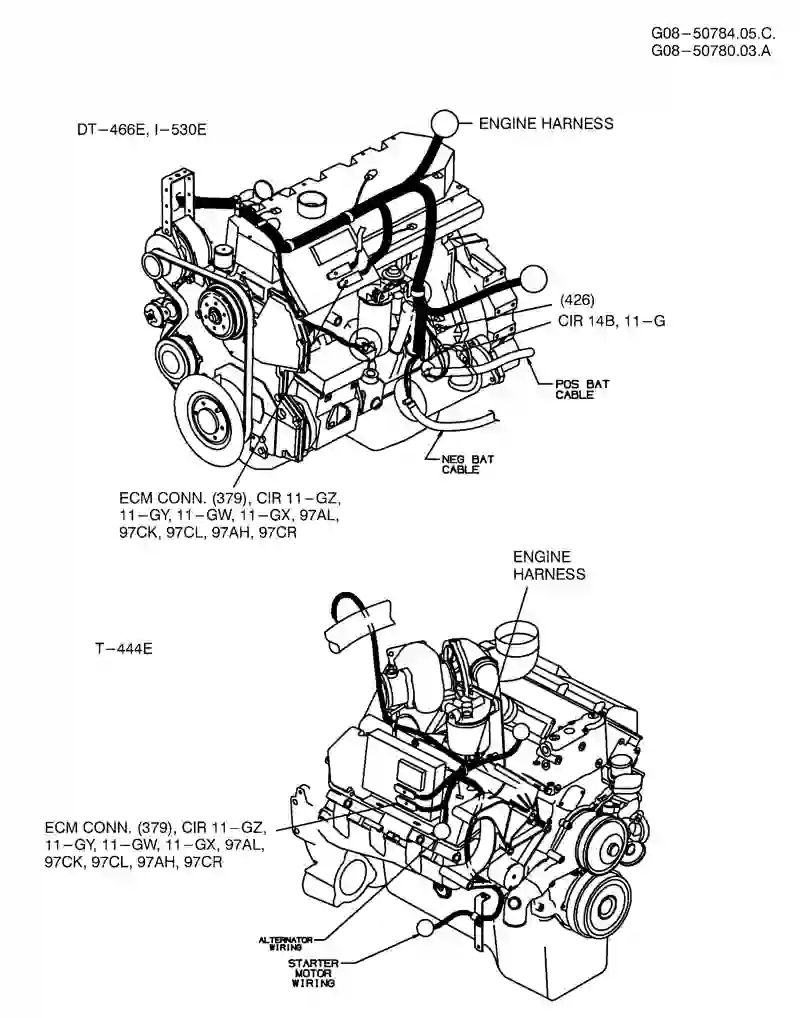 G08-50784.05.C.
G08-50780.03.A
DT-466E, I-530E
ENGINE HARNESS
(426)
CIR 14B, 11-G
POS BAT
CABLE
NEG BAT
CABLE
ECM CONN. (379), CIR 11-GZ,
11-GY, 11-GW, 11-GX, 97AL,
97CK, 97CL, 97AH, 97CR
ENGINE
HARNESS
T-444E
ECM CONN. (379), CIR 11-GZ,
11-GY, 11-GW, 11-GX, 97AL,
97CK, 97CL, 97AH, 97CR
ALTERNATOR
WIRING
STARTER
MOTOR
WIRING